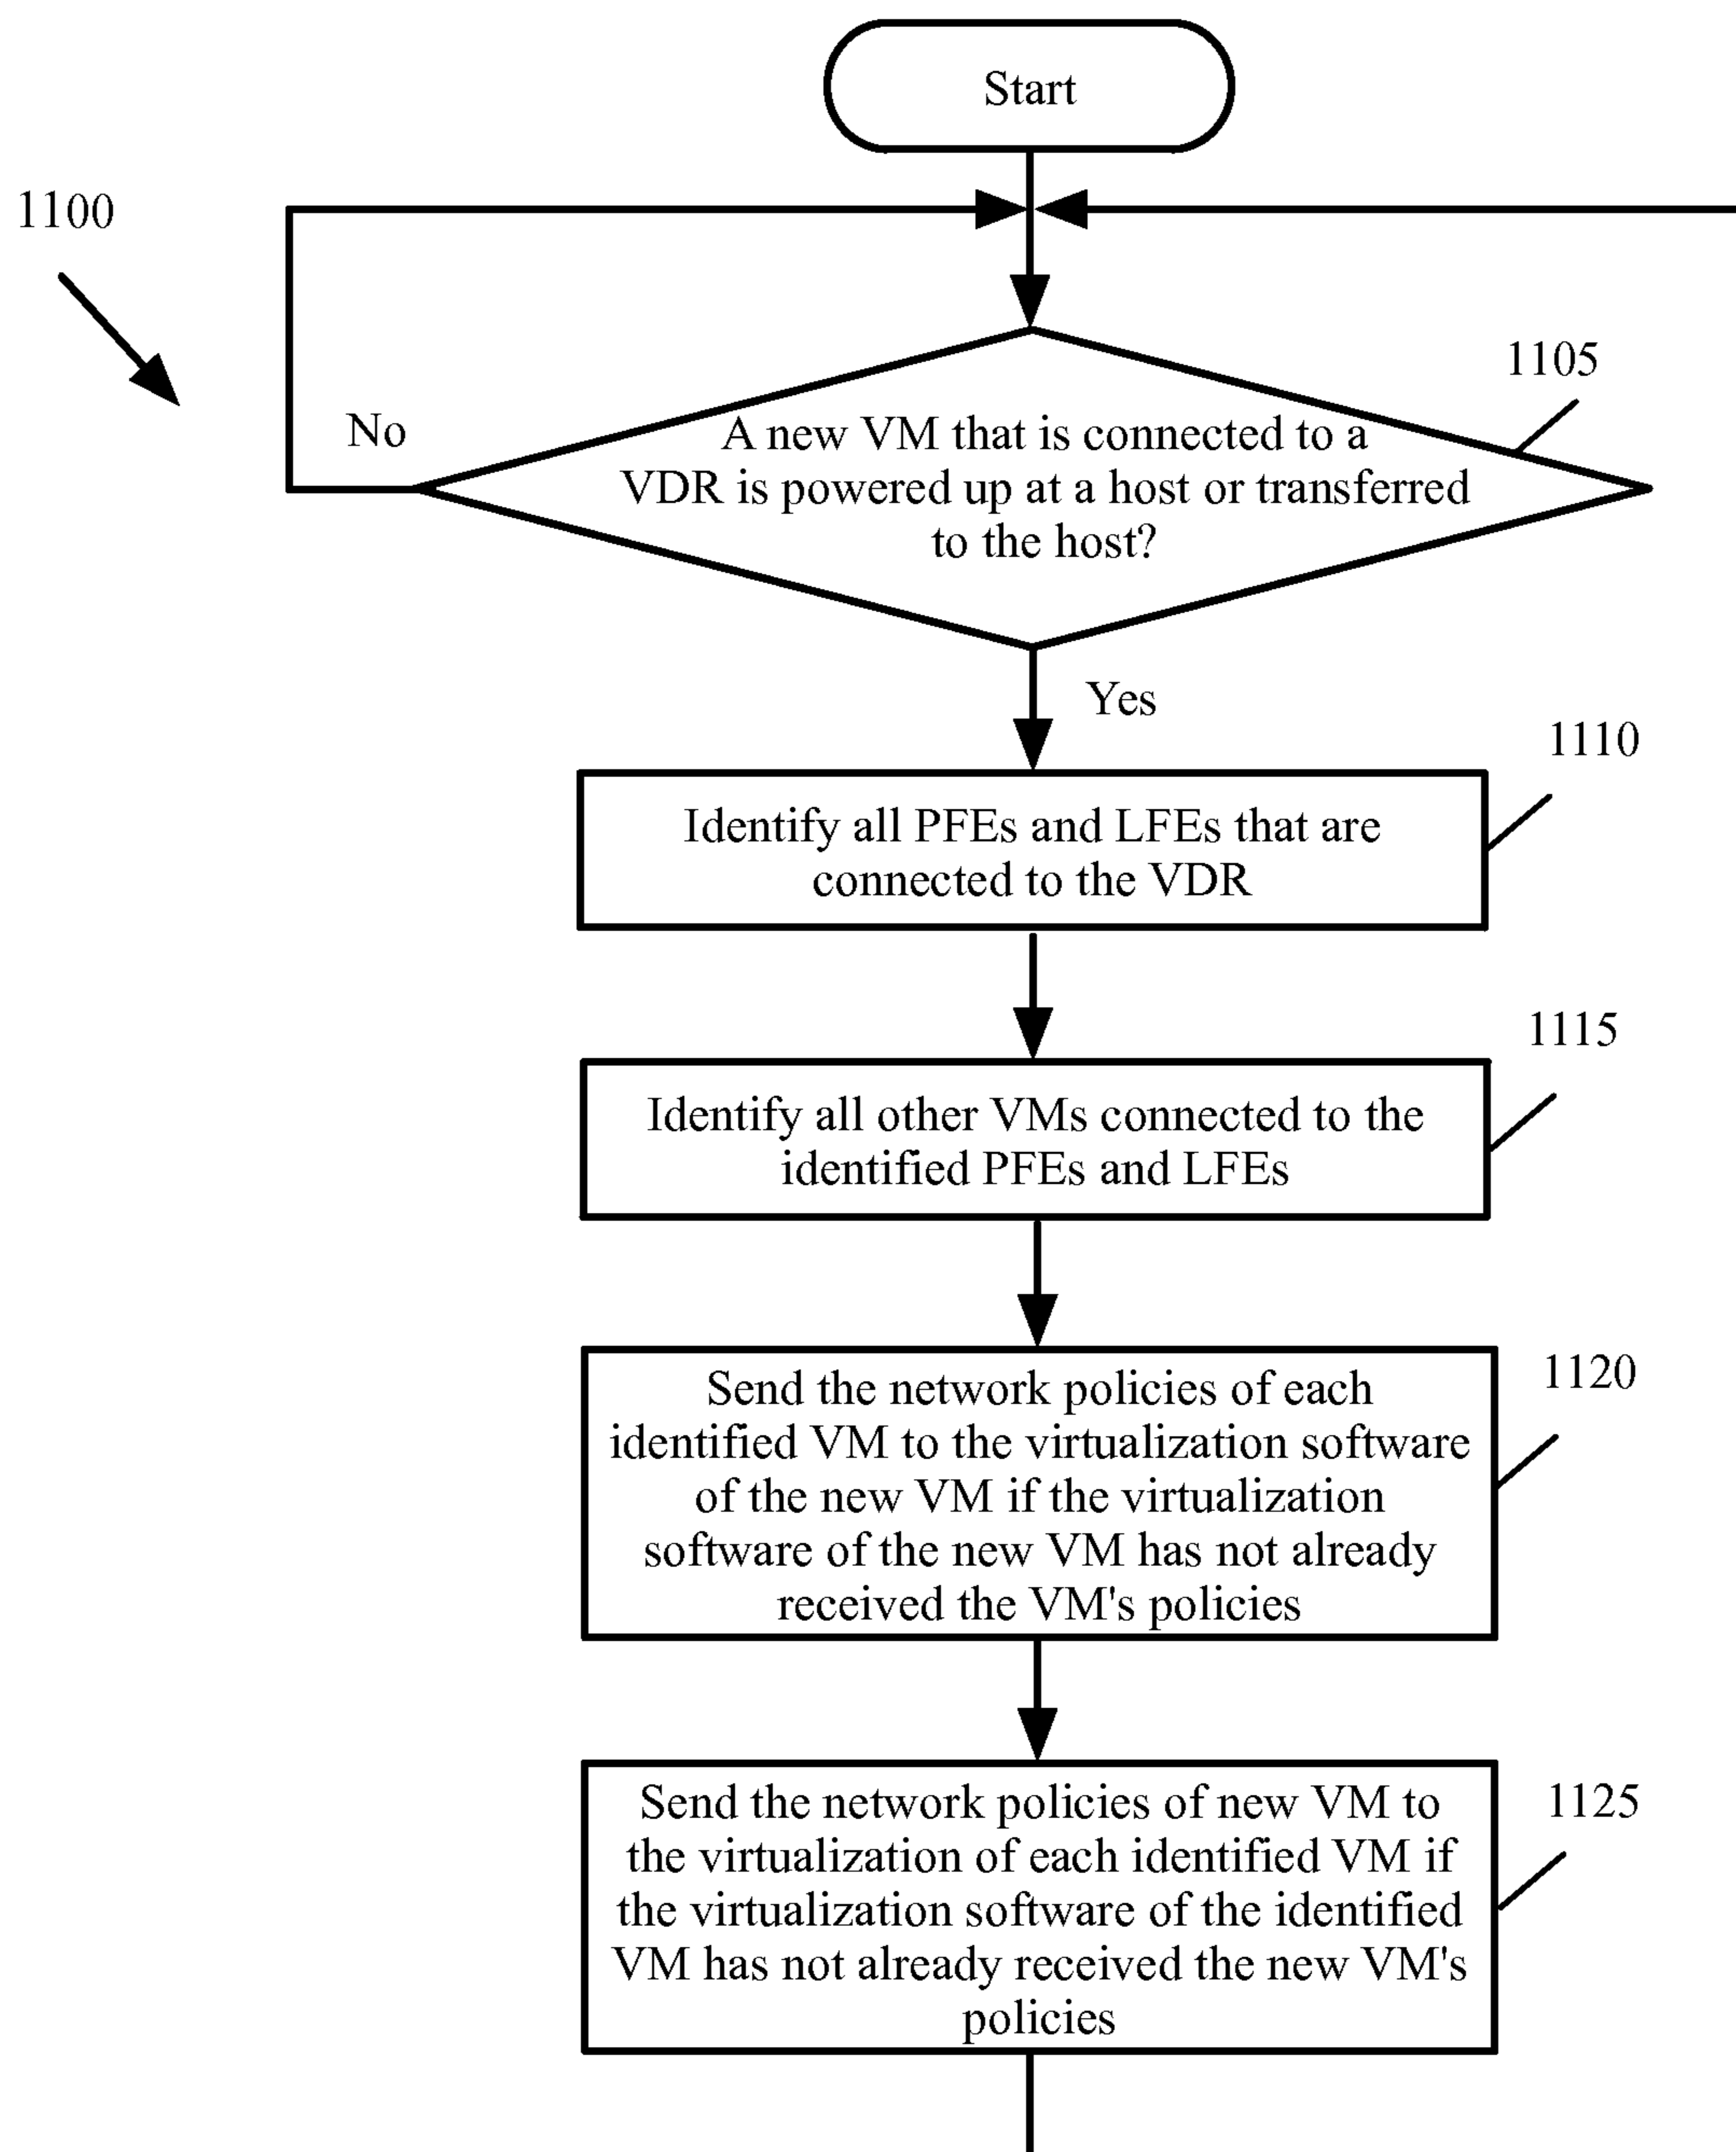 Start
1100
1105
No
A new VM that is connected to a
VDR is powered up at a host or transferred
to the host?
Yes
1110
Identify all PFEs and LFEs that are
connected to the VDR
1115
Identify all other VMs connected to the
identified PFEs and LFEs
1120
Send the network policies of each
identified VM to the virtualization software
of the new VM if the virtualization
software of the new VM has not already
received the VM's policies
1125
Send the network policies of new VM to
the virtualization of each identified VM if
the virtualization software of the identified
VM has not already received the new VM's
policies